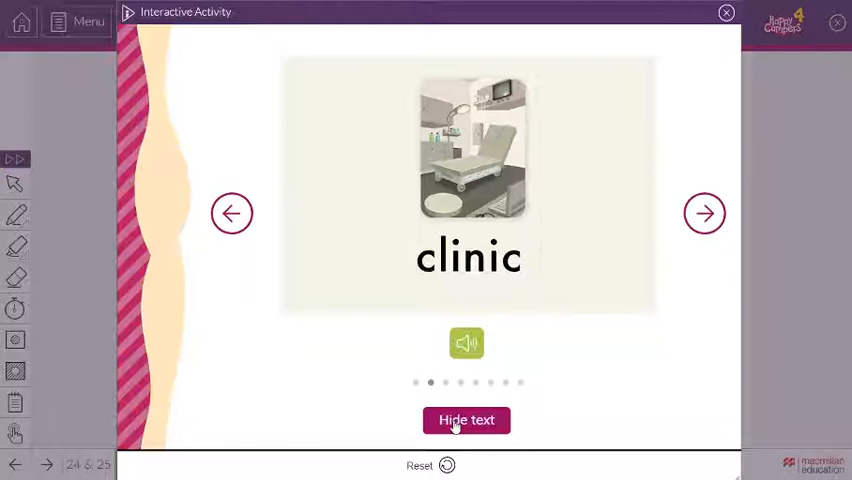 Interactive Activity
Menu
Happy Campers 4
clinic
Hide text
Reset
24 & 25
macmillan
education